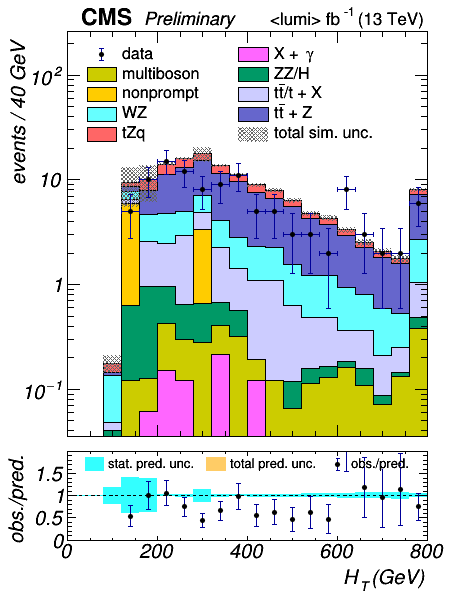 CMS Preliminary <lumi> fb⁻¹ (13 TeV)
events / 40 GeV
data
multiboson
nonprompt
WZ
tZq
X + γ
ZZ/H
tt̄/t + X
tt̄ + Z
total sim. unc.
10²
10
1
10⁻¹
obs./pred.
stat. pred. unc. total pred. unc. obs./pred.
1.5
1
0.5
0
0 200 400 600 800
H_T (GeV)